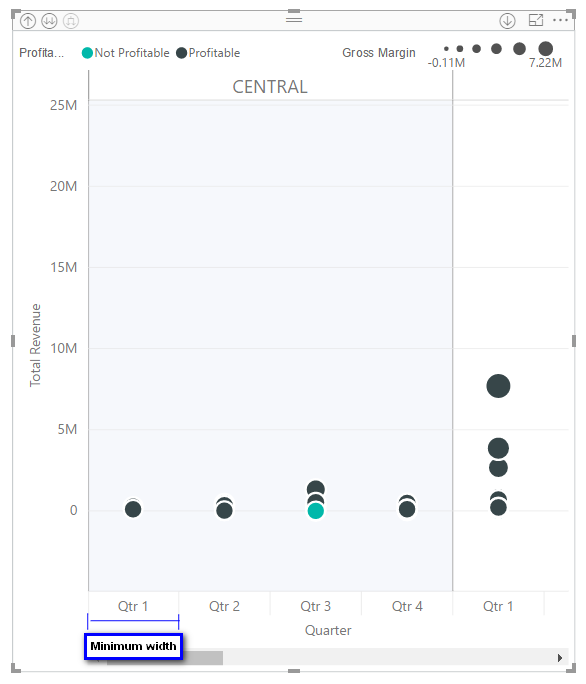 Profita... Not Profitable Profitable Gross Margin
-0.11M 7.22M
CENTRAL
25M
20M
15M
10M
5M
0
Total Revenue
Qtr 1 Qtr 2 Qtr 3 Qtr 4 Qtr 1
Quarter
Minimum width